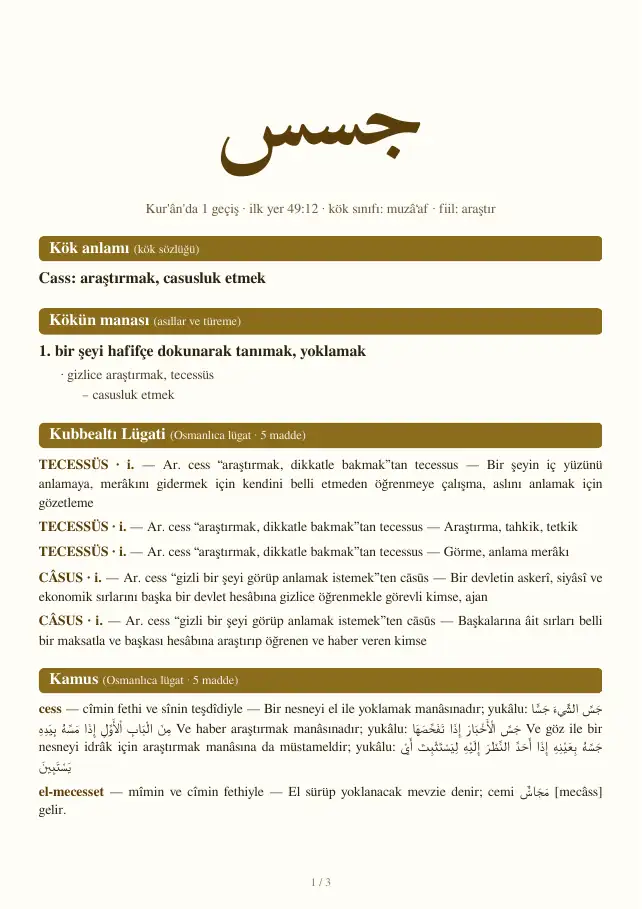 جسس
Kur'ân'da 1 geçiş · ilk yer 49:12 · kök sınıfı: muzâ'af · fiil: araştır
Kök anlamı (kök sözlüğü)
Cass: araştırmak, casusluk etmek
Kökün manası (asıllar ve türeme)
1. bir şeyi hafifçe dokunarak tanımak, yoklamak
· gizlice araştırmak, tecessüs
– casusluk etmek
Kubbealtı Lügati (Osmanlıca lügat · 5 madde)
TECESSÜS · i. — Ar. cess “araştırmak, dikkatle bakmak”tan tecessus — Bir şeyin iç yüzünü
anlamaya, merâkını gidermek için kendini belli etmeden öğrenmeye çalışma, aslını anlamak için
gözetleme
TECESSÜS · i. — Ar. cess “araştırmak, dikkatle bakmak”tan tecessus — Araştırma, tahkik, tetkik
TECESSÜS · i. — Ar. cess “araştırmak, dikkatle bakmak”tan tecessus — Görme, anlama merâkı
CÂSUS · i. — Ar. cess “gizli bir şeyi görüp anlamak istemek”ten cāsūs — Bir devletin askerî, siyâsî ve
ekonomik sırlarını başka bir devlet hesâbına gizlice öğrenmekle görevli kimse, ajan
CÂSUS · i. — Ar. cess “gizli bir şeyi görüp anlamak istemek”ten cāsūs — Başkalarına âit sırları belli
bir maksatla ve başkası hesâbına araştırıp öğrenen ve haber veren kimse
Kamus (Osmanlıca lügat · 5 madde)
cess — cîmin fethi ve sînin teşdîdiyle — Bir nesneyi el ile yoklamak manâsınadır; yukâlu: جَسَّ الشَّيءَ جَسًّا
مِنَ الْبَابِ الْأَوَّلِ إِذَا مَسَّهُ بِيَدِهِ Ve haber araştırmak manâsınadır; yukâlu: جَسَّ الْأَخْبَارَ إِذَا تَفَحَّصَهَا Ve göz ile bir
nesneyi idrâk için araştırmak manâsına da müstameldir; yukâlu: جَسَّهُ بِعَيْنِهِ إِذَا أَحَدَّ النَّظَرَ إِلَيْهِ لِيَسْتَثْبِتَ أَيْ
يَسْتَبِينَ
el-mecesset — mîmin ve cîmin fethiyle — El sürüp yoklanacak mevzie denir; cemi مَجَاسٌّ [mecâss]
gelir.
1 / 3